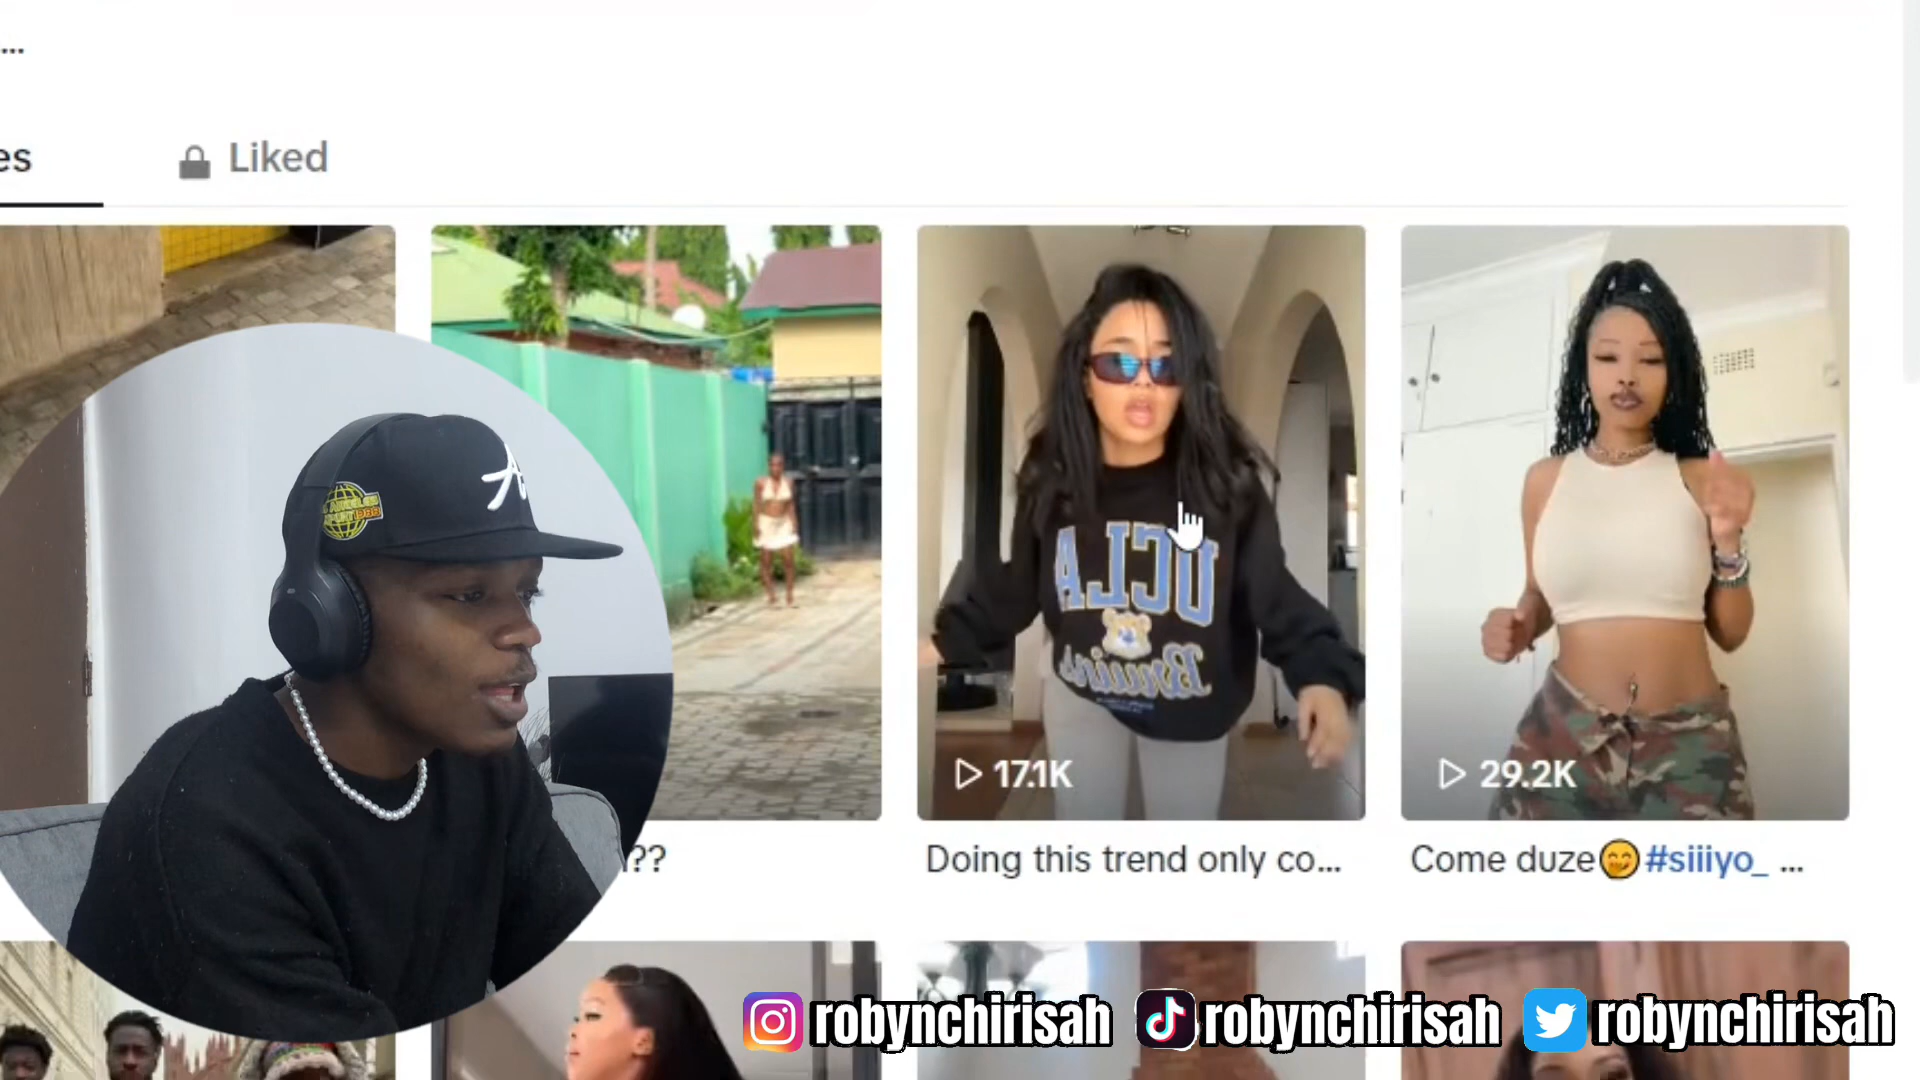 ...
es
Liked
A
UCLA
Bruins
17.1K
29.2K
??
Doing this trend only co...
Come duze🤭#siiiyo_ ...
robynchirisah
robynchirisah
robynchirisah